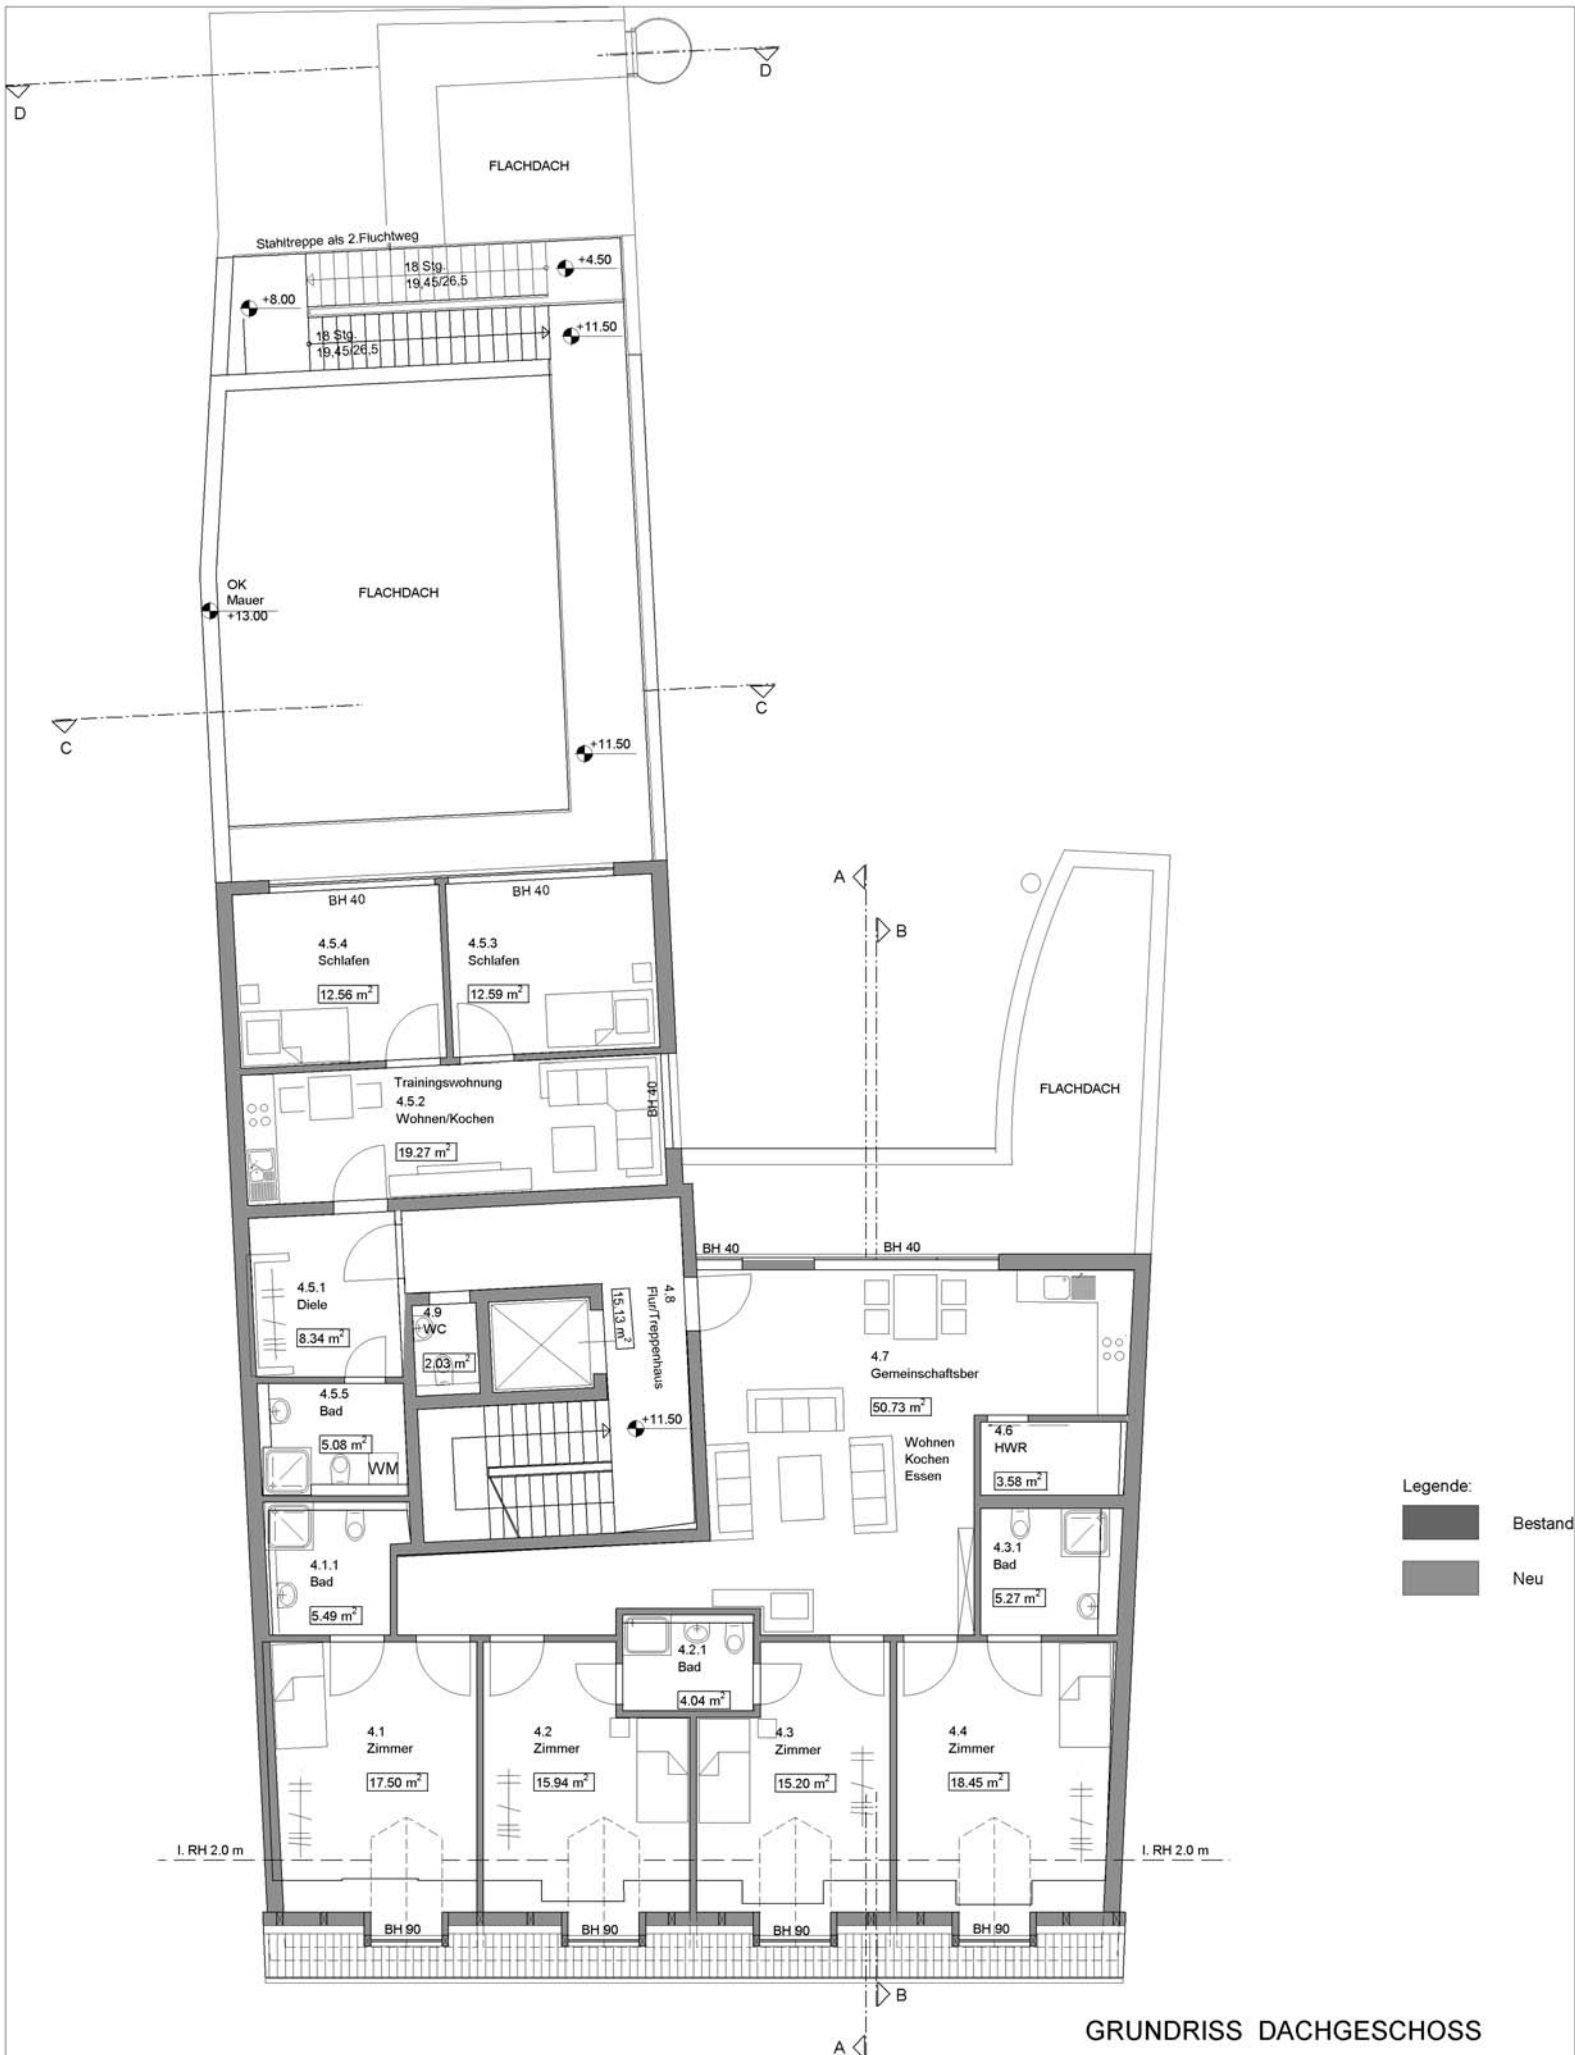 D
D
FLACHDACH
Stahltreppe als 2.Fluchtweg
18 Stg.
19,45/26,5
+4.50
+8.00
18 Stg.
19,45/26,5
+11.50
OK
Mauer
+13.00
FLACHDACH
C
C
+11.50
A
B
BH 40
BH 40
4.5.4
Schlafen
12.56 m²
4.5.3
Schlafen
12.59 m²
Trainingswohnung
4.5.2
Wohnen/Kochen
19.27 m²
BH 40
FLACHDACH
BH 40
BH 40
4.5.1
Diele
8.34 m²
4.9
WC
2.03 m²
4.8
Flur/Treppenhaus
15.13 m²
+11.50
4.7
Gemeinschaftsber
50.73 m²
Wohnen
Kochen
Essen
4.6
HWR
3.58 m²
4.5.5
Bad
5.08 m²
WM
4.1.1
Bad
5.49 m²
4.3.1
Bad
5.27 m²
4.2.1
Bad
4.04 m²
Legende:
Bestand
Neu
4.1
Zimmer
17.50 m²
4.2
Zimmer
15.94 m²
4.3
Zimmer
15.20 m²
4.4
Zimmer
18.45 m²
l. RH 2.0 m
l. RH 2.0 m
BH 90
BH 90
BH 90
BH 90
B
A
GRUNDRISS DACHGESCHOSS